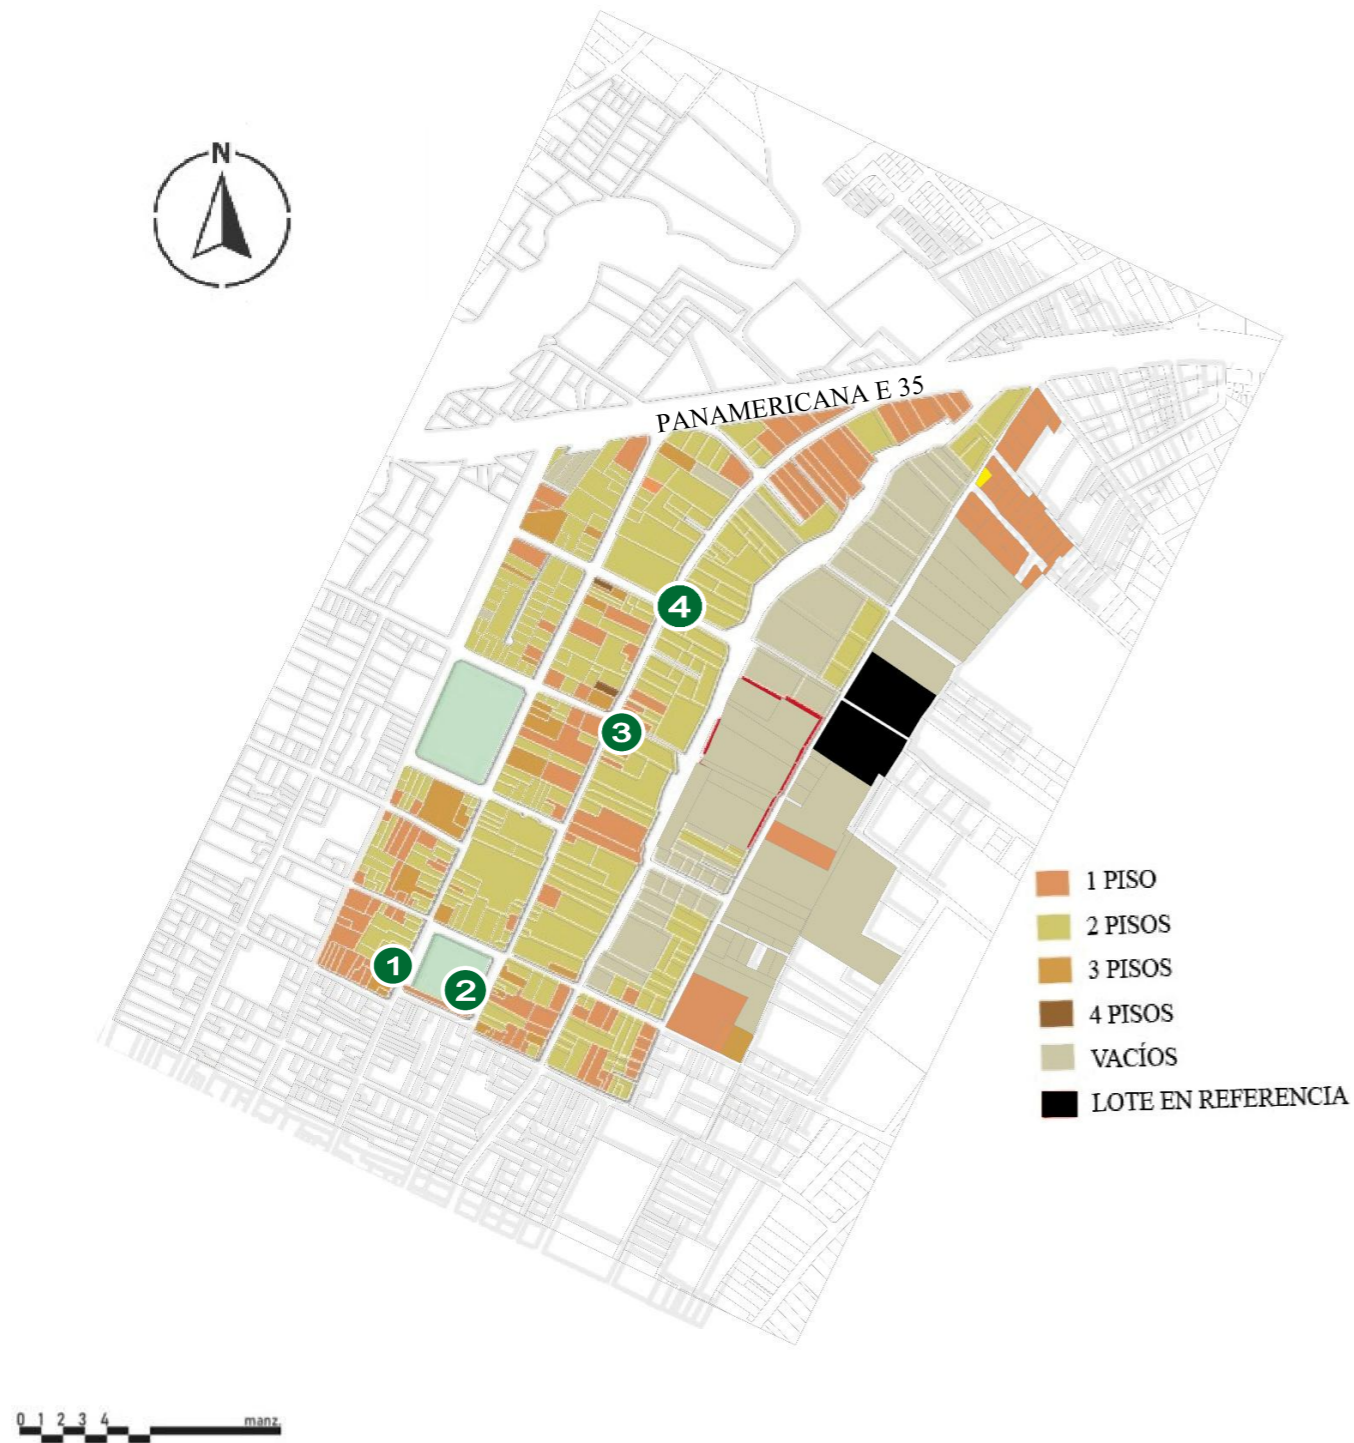 N
PANAMERICANA E 35
4
3
1
2
1 PISO
2 PISOS
3 PISOS
4 PISOS
VACÍOS
LOTE EN REFERENCIA
0 1 2 3 4 manz.